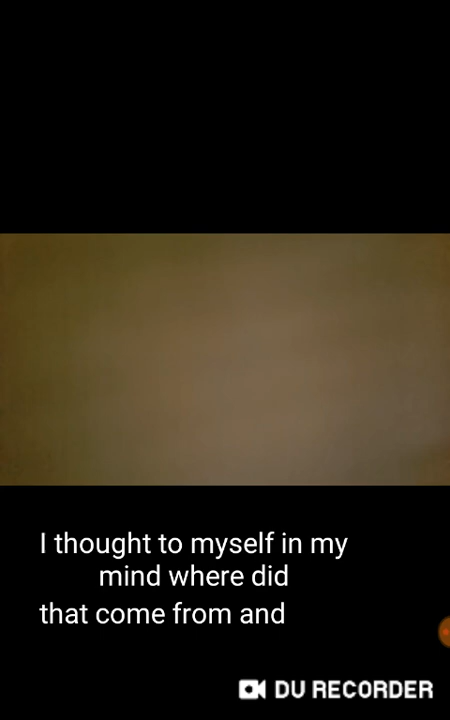 I thought to myself in my
mind where did
that come from and
DU RECORDER